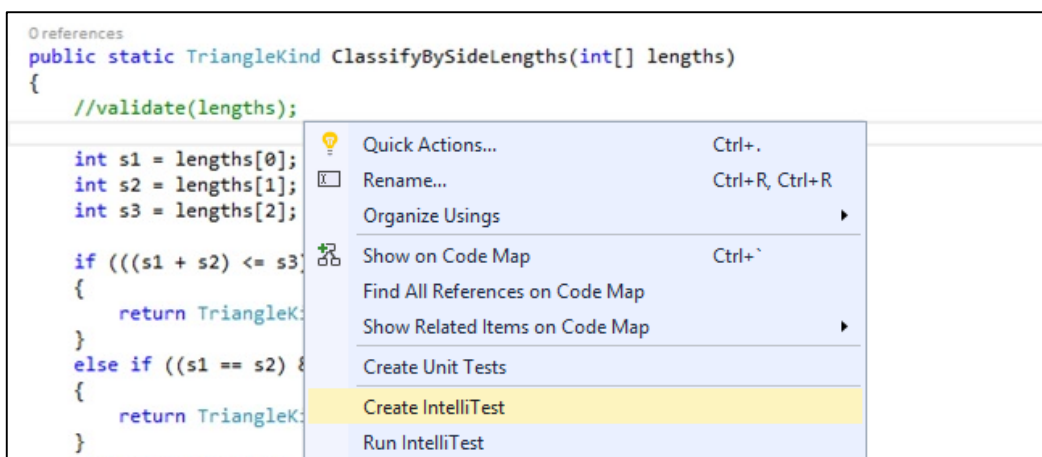 0 references
public static TriangleKind ClassifyBySideLengths(int[] lengths)
{
//validate(lengths);
int s1 = lengths[0];
int s2 = lengths[1];
int s3 = lengths[2];
if (((s1 + s2) <= s3)
{
return TriangleKi
}
else if ((s1 == s2) &
{
return TriangleKi
}
Quick Actions... Ctrl+.
Rename... Ctrl+R, Ctrl+R
Organize Usings
Show on Code Map Ctrl+`
Find All References on Code Map
Show Related Items on Code Map
Create Unit Tests
Create IntelliTest
Run IntelliTest